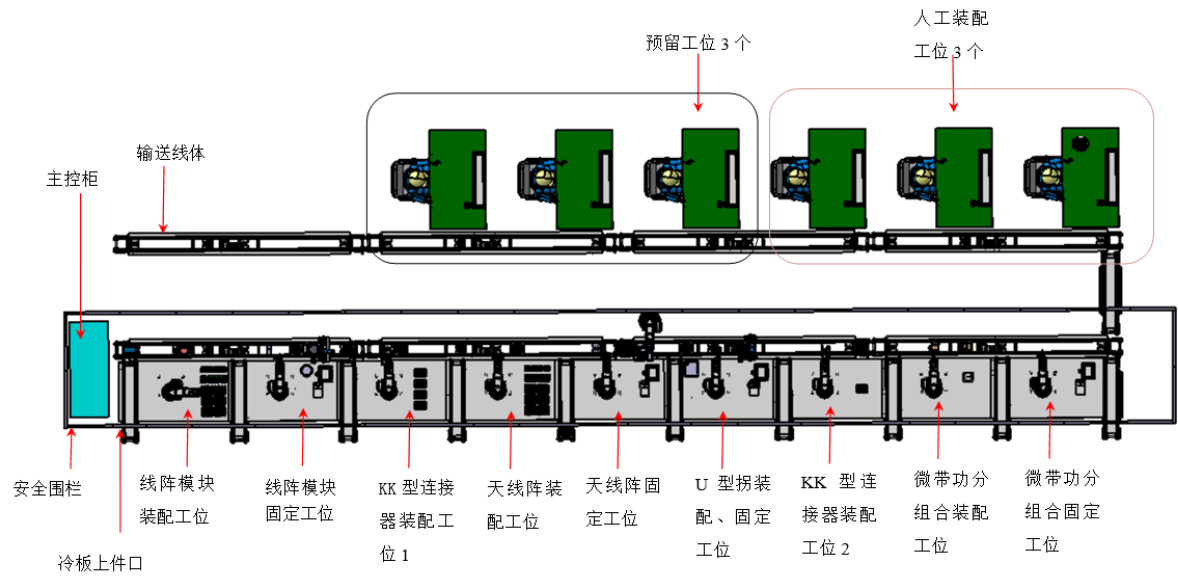 人工装配
工位 3 个
预留工位 3 个
输送线体
主控柜
安全围栏
冷板上件口
线阵模块
装配工位
线阵模块
固定工位
KK 型连接
器装配工
位 1
天线阵装
配工位
天线阵固
定工位
U 型拐装
配、固定
工位
KK 型连
接器装配
工位 2
微带功分
组合装配
工位
微带功分
组合固定
工位